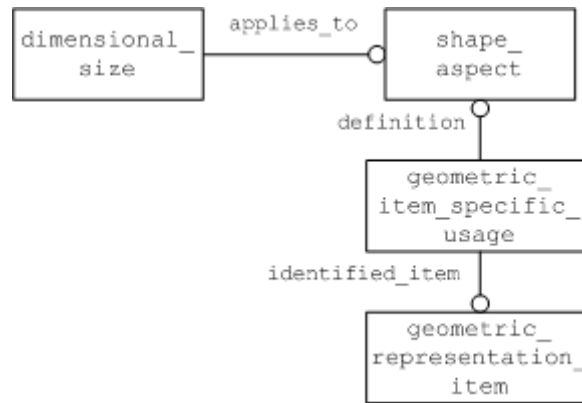 applies_to
dimensional_
size
shape_
aspect
definition
geometric_
item_specific_
usage
identified_item
geometric_
representation_
item